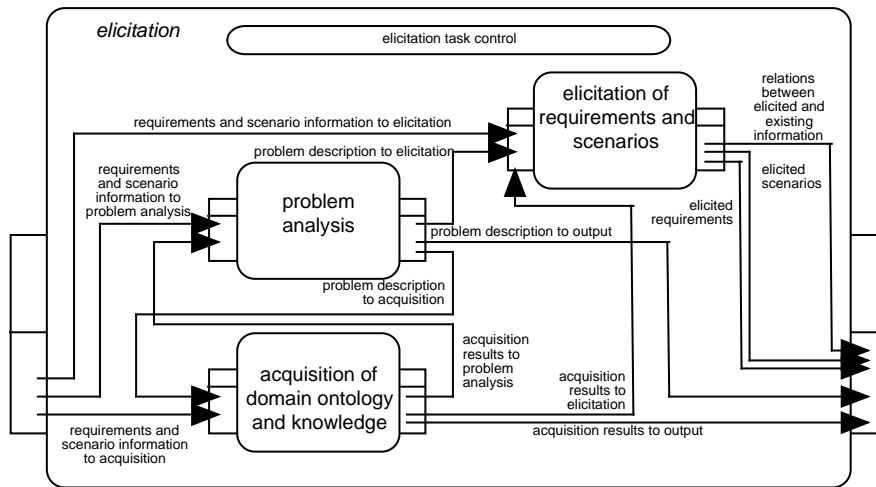 elicitation
elicitation task control
elicitation of
requirements and
scenarios
relations
between
elicited and
existing
information
requirements and scenario information to elicitation
problem description to elicitation
elicited
scenarios
requirements
and scenario
information to
problem analysis
problem
analysis
elicited
requirements
problem description to output
problem description
to acquisition
acquisition of
domain ontology
and knowledge
acquisition
results to
problem
analysis
acquisition
results to
elicitation
requirements and
scenario information
to acquisition
acquisition results to output